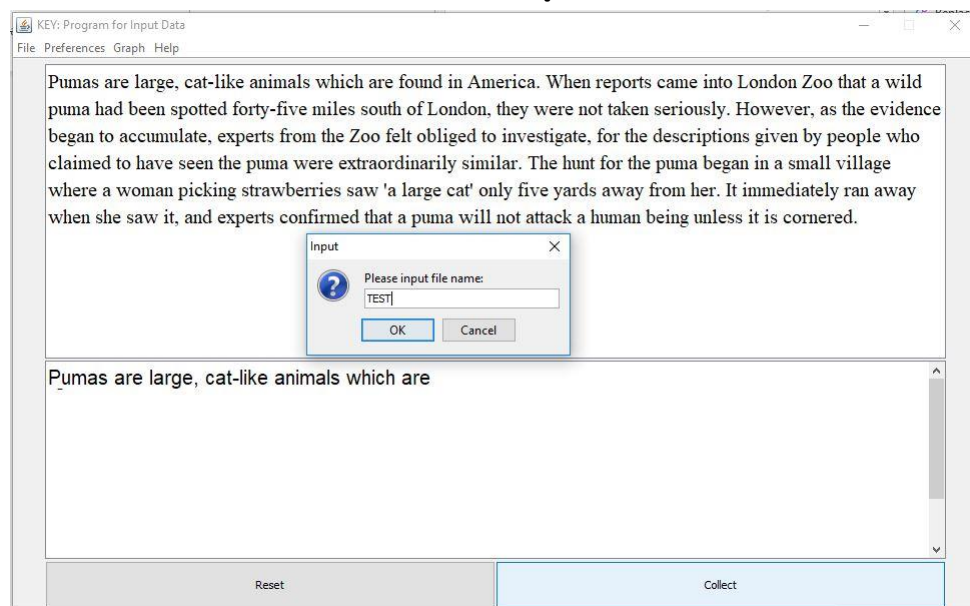 KEY: Program for Input Data
File Preferences Graph Help
Pumas are large, cat-like animals which are found in America. When reports came into London Zoo that a wild
puma had been spotted forty-five miles south of London, they were not taken seriously. However, as the evidence
began to accumulate, experts from the Zoo felt obliged to investigate, for the descriptions given by people who
claimed to have seen the puma were extraordinarily similar. The hunt for the puma began in a small village
where a woman picking strawberries saw 'a large cat' only five yards away from her. It immediately ran away
when she saw it, and experts confirmed that a puma will not attack a human being unless it is cornered.
Input
Please input file name:
TEST
OK Cancel
Pumas are large, cat-like animals which are
Reset Collect